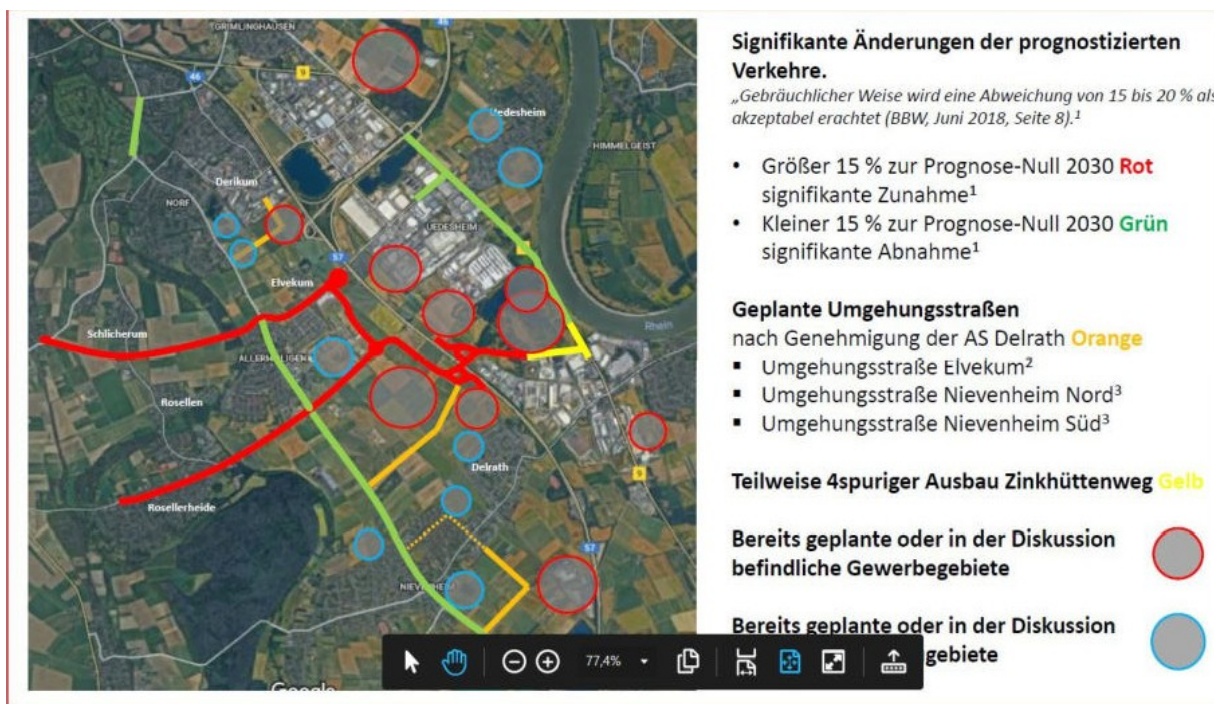 GRIMLINGHAUSEN
46
46
9
Uedesheim
HIMMELGEIST
Derikum
NORF
UEDESHEIM
57
Elvekum
Rhein
Schlicherum
ALLERHEILIGEN
Rosellen
Delrath
9
Rosellerheide
57
NIEVENHEIM
Google
Signifikante Änderungen der prognostizierten
Verkehre.
„Gebräuchlicher Weise wird eine Abweichung von 15 bis 20 % als
akzeptabel erachtet (BBW, Juni 2018, Seite 8).¹
• Größer 15 % zur Prognose-Null 2030 Rot
signifikante Zunahme¹
• Kleiner 15 % zur Prognose-Null 2030 Grün
signifikante Abnahme¹
Geplante Umgehungsstraßen
nach Genehmigung der AS Delrath Orange
▪ Umgehungsstraße Elvekum²
▪ Umgehungsstraße Nievenheim Nord³
▪ Umgehungsstraße Nievenheim Süd³
Teilweise 4spuriger Ausbau Zinkhüttenweg Gelb
Bereits geplante oder in der Diskussion
befindliche Gewerbegebiete
Bereits geplante oder in der Diskussion
gebiete
77,4%